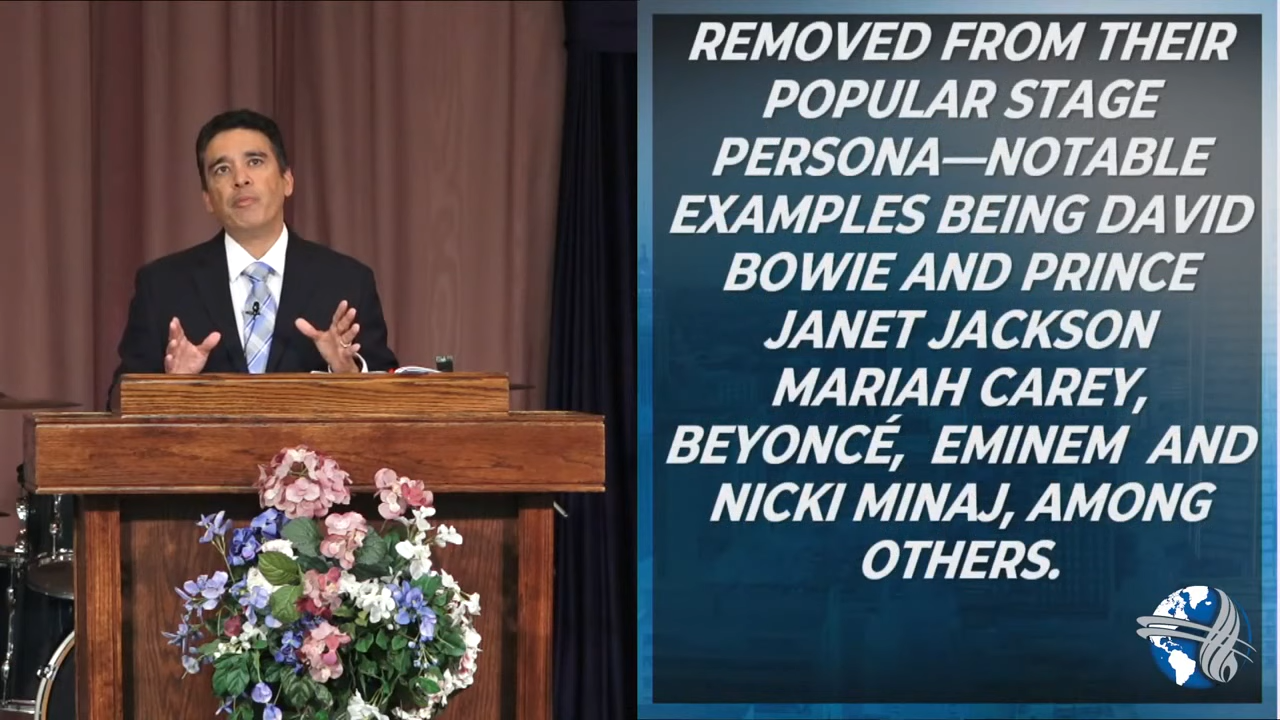 REMOVED FROM THEIR
POPULAR STAGE
PERSONA—NOTABLE
EXAMPLES BEING DAVID
BOWIE AND PRINCE
JANET JACKSON
MARIAH CAREY,
BEYONCÉ, EMINEM AND
NICKI MINAJ, AMONG
OTHERS.